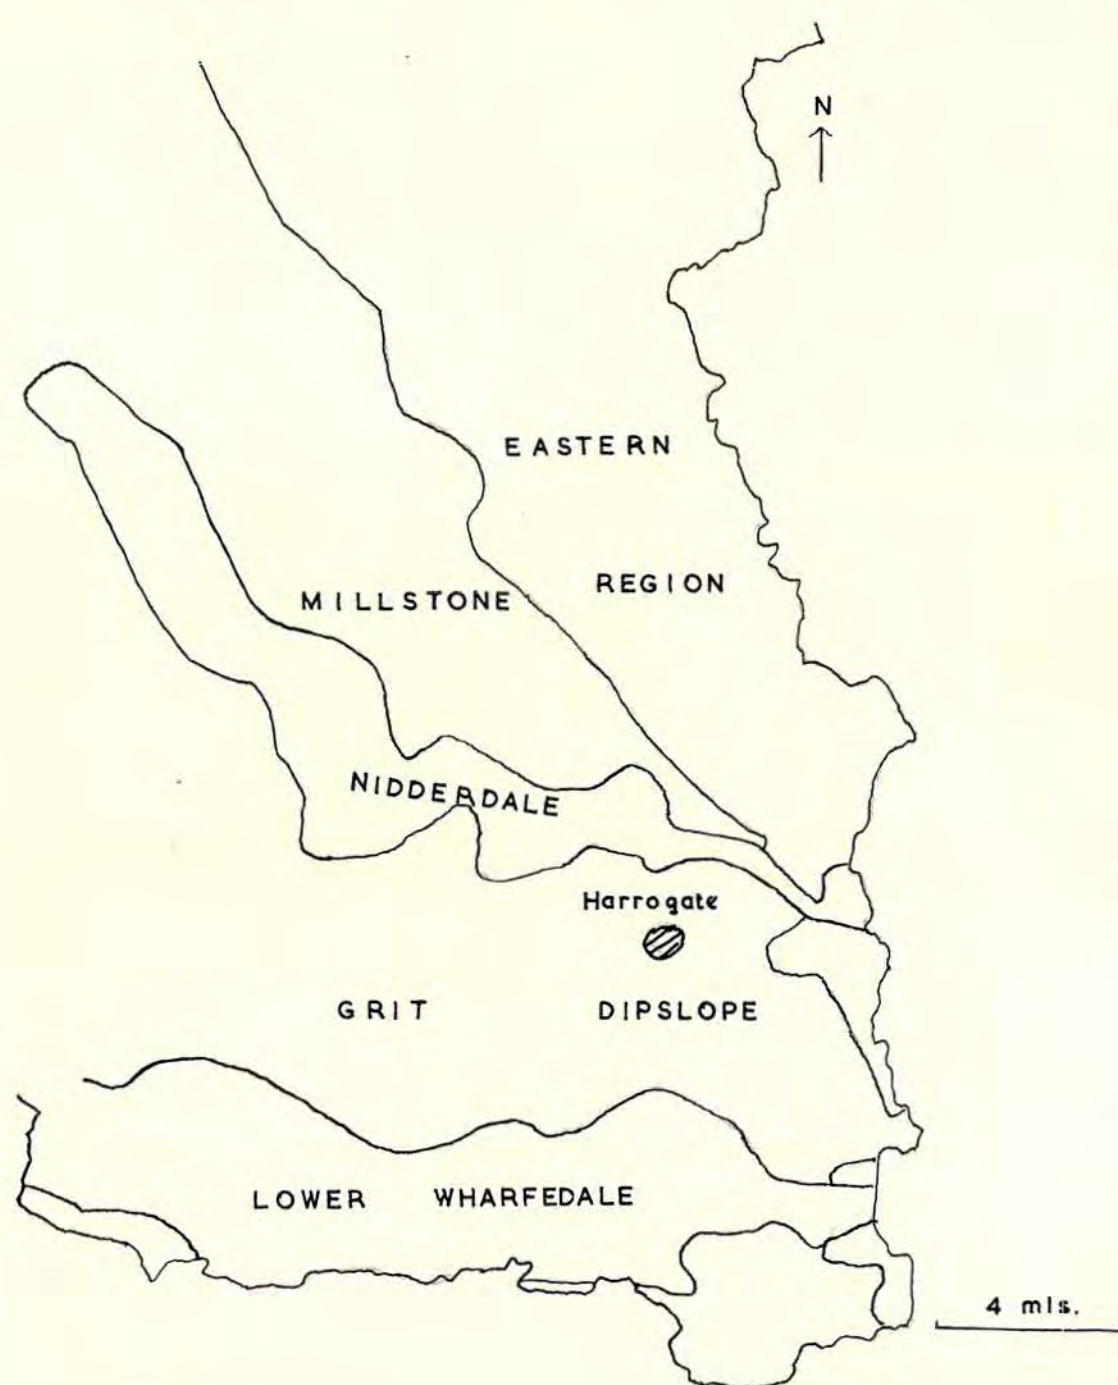 N
EASTERN
REGION
MILLSTONE
NIDDERDALE
Harrogate
GRIT DIPSLOPE
LOWER WHARFEDALE
4 mls.